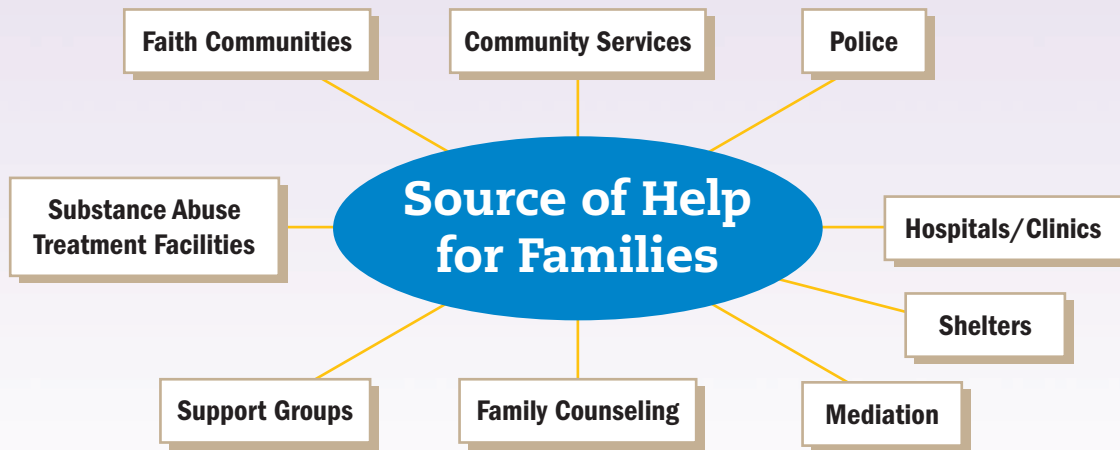 Faith Communities
Community Services
Police
Source of Help
for Families
Substance Abuse
Treatment Facilities
Hospitals/Clinics
Shelters
Support Groups
Family Counseling
Mediation